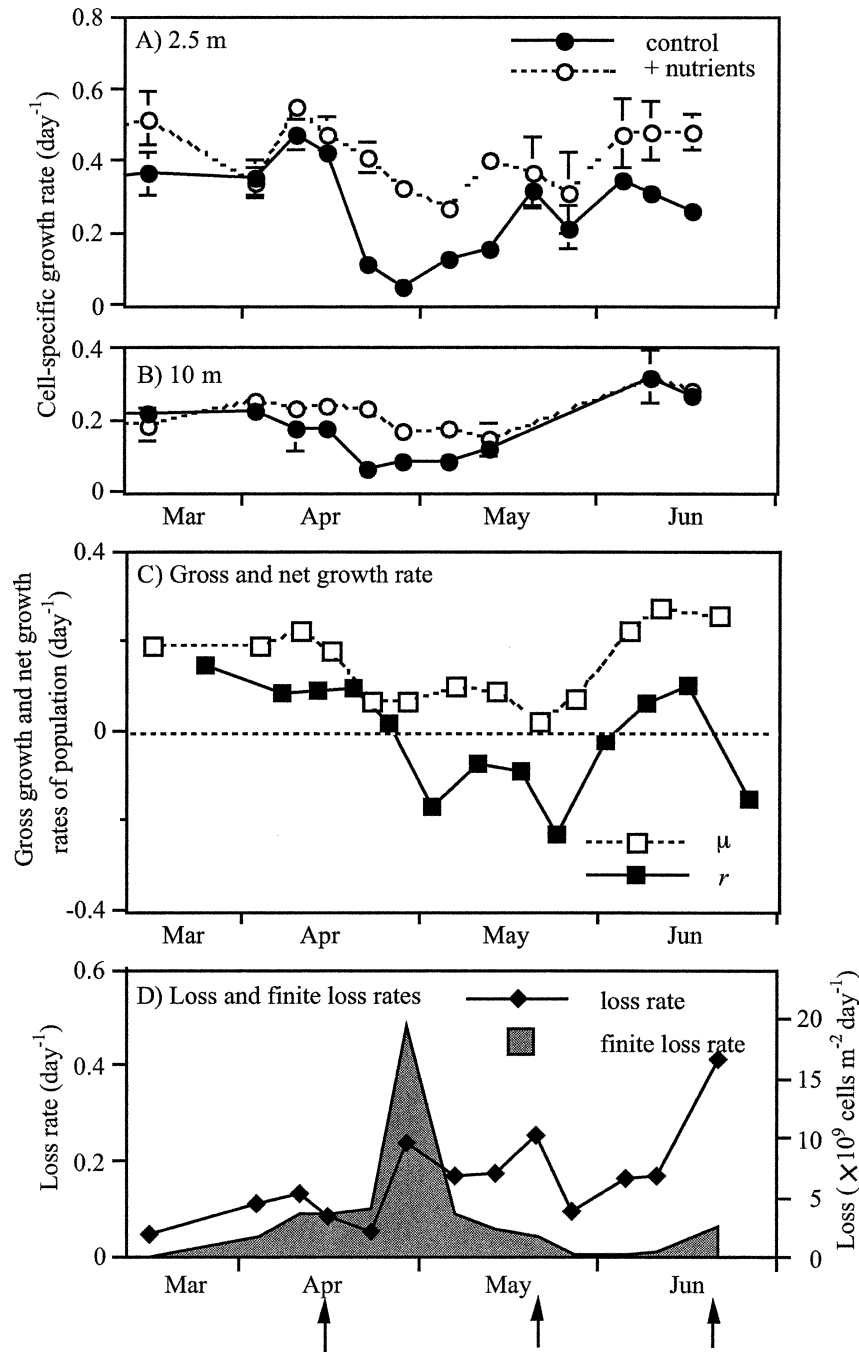 0.8
A) 2.5 m
control
+ nutrients
0.6
0.4
0.2
0
Cell-specific growth rate (day-1)
0.4
B) 10 m
0.2
0
Mar Apr May Jun
0.4
C) Gross and net growth rate
0
-0.4
Gross growth and net growth
rates of population (day-1)
μ
r
Mar Apr May Jun
0.6
D) Loss and finite loss rates
loss rate
finite loss rate
0.4
0.2
0
Loss rate (day-1)
20
15
10
5
0
Loss (×109 cells m-2 day-1)
Mar Apr May Jun